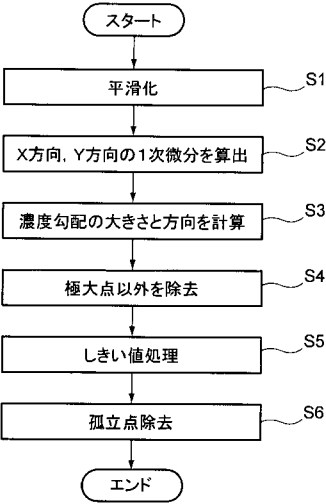 スタート
平滑化
S1
X方向，Y方向の1次微分を算出
S2
濃度勾配の大きさと方向を計算
S3
極大点以外を除去
S4
しきい値処理
S5
孤立点除去
S6
エンド